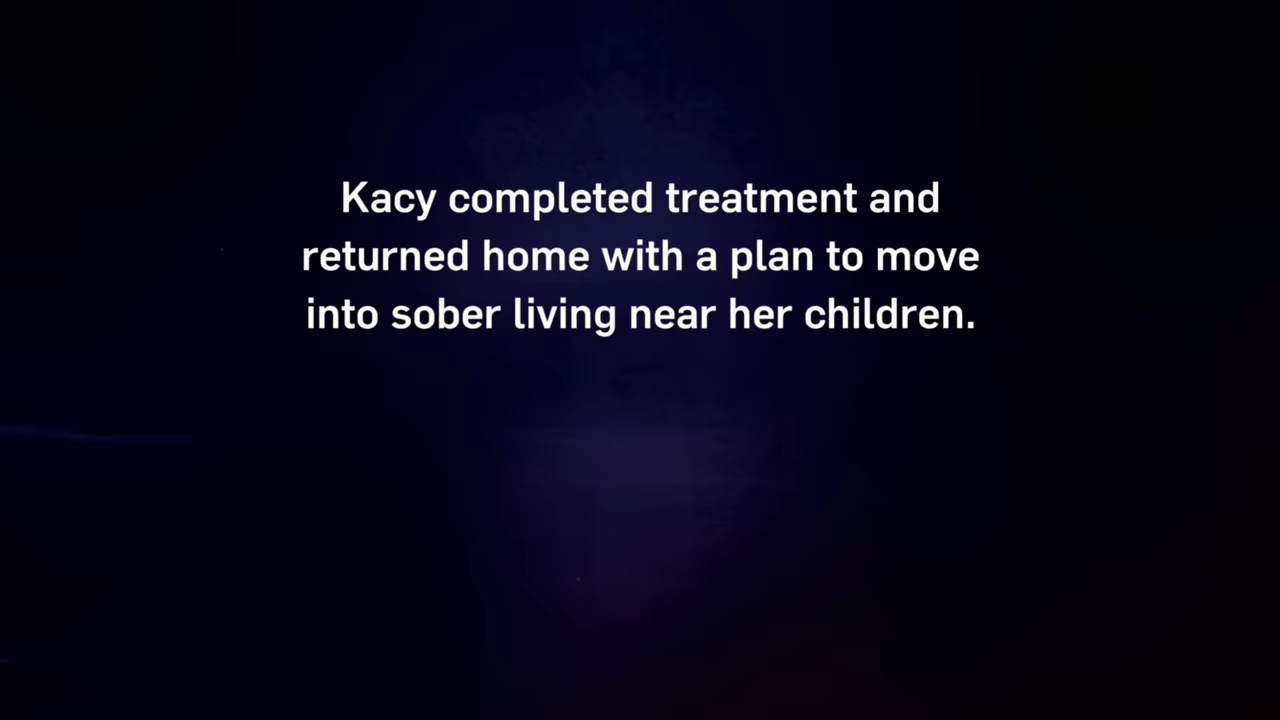 Kacy completed treatment and
returned home with a plan to move
into sober living near her children.